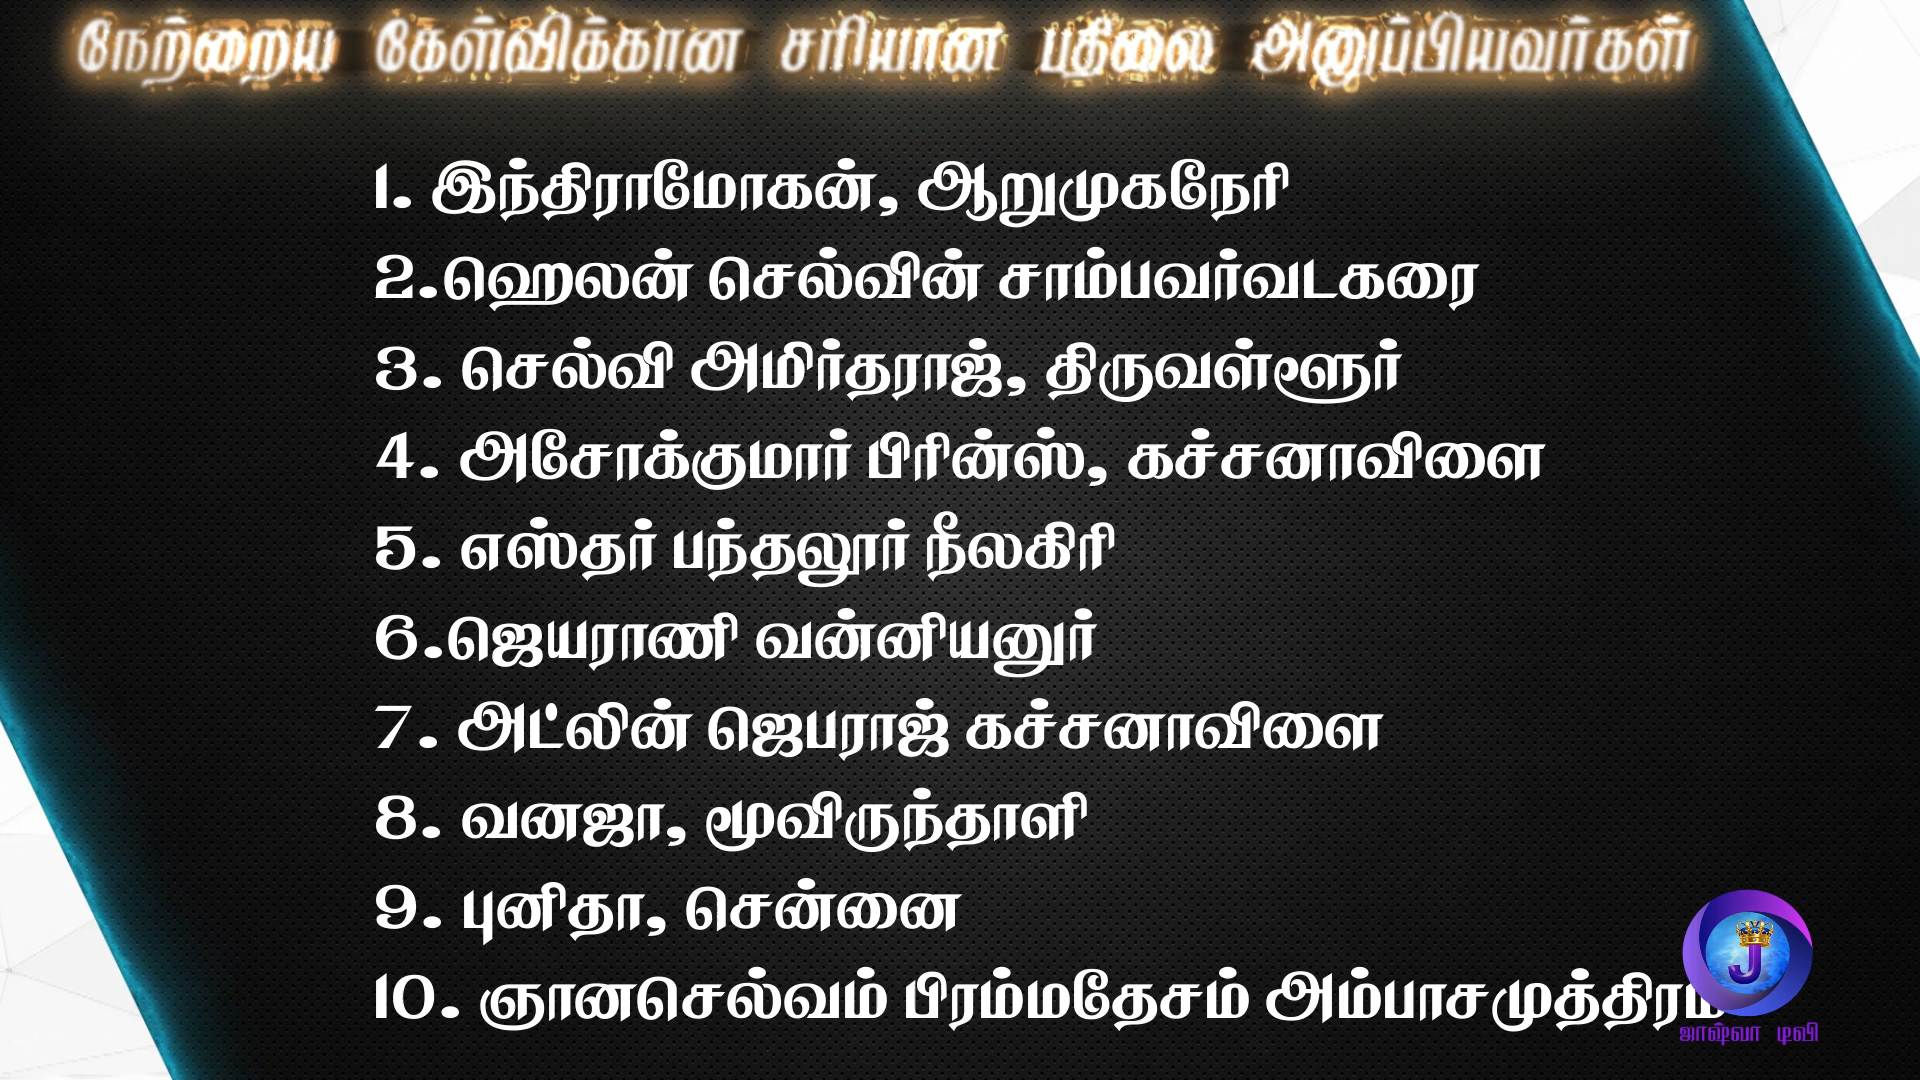 நேற்றைய கேள்விக்கான சரியான பதிலை அனுப்பியவர்கள்
1. இந்திராமோகன், ஆறுமுகநேரி
2.ஹெலன் செல்வின் சாம்பவர்வடகரை
3. செல்வி அமிர்தராஜ், திருவள்ளூர்
4. அசோக்குமார் பிரின்ஸ், கச்சனாவிளை
5. எஸ்தர் பந்தலூர் நீலகிரி
6.ஜெயராணி வன்னியனுர்
7. அட்லின் ஜெபராஜ் கச்சனாவிளை
8. வனஜா, மூவிருந்தாளி
9. புனிதா, சென்னை
10. ஞானசெல்வம் பிரம்மதேசம் அம்பாசமுத்திரம்
J
ஜாஷ்வா டிவி